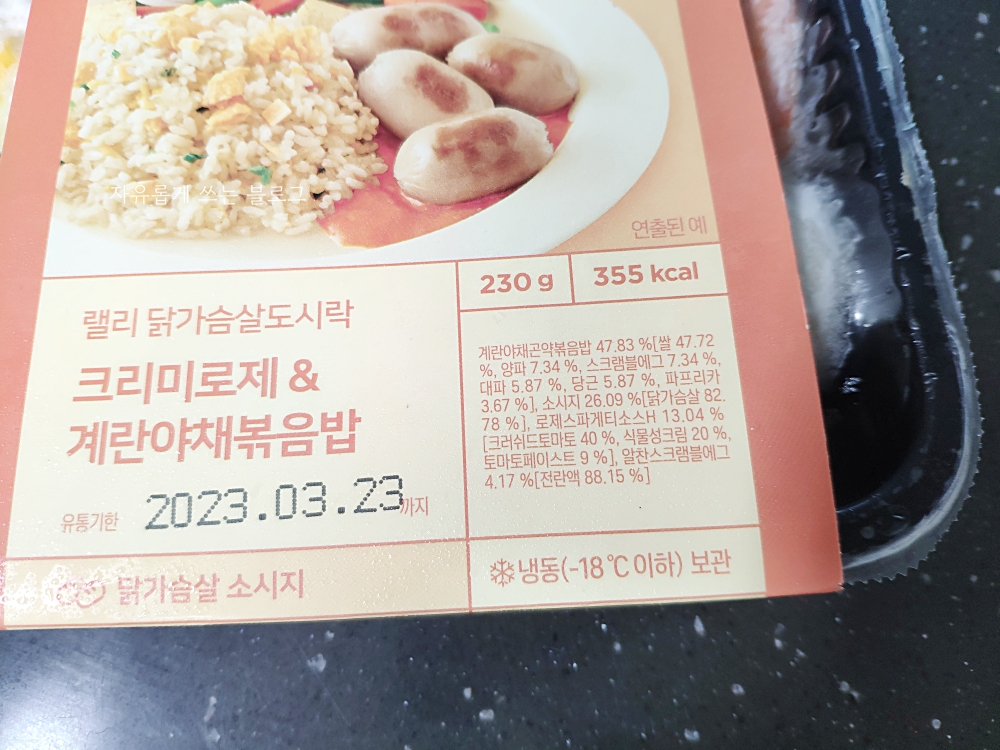 자유롭게 쓰는 블로그
연출된 예
230 g
355 kcal
랠리 닭가슴살도시락
크리미로제 &
계란야채볶음밥
유통기한 2023.03.23까지
닭가슴살 소시지
계란야채곤약볶음밥 47.83 %[쌀 47.72
%, 양파 7.34 %, 스크램블에그 7.34 %,
대파 5.87 %, 당근 5.87 %, 파프리카
3.67 %], 소시지 26.09 %[닭가슴살 82.
78 %], 로제스파게티소스H 13.04 %
[크러쉬드토마토 40 %, 식물성크림 20 %,
토마토페이스트 9 %], 알찬스크램블에그
4.17 %[전란액 88.15 %]
냉동(-18℃ 이하) 보관